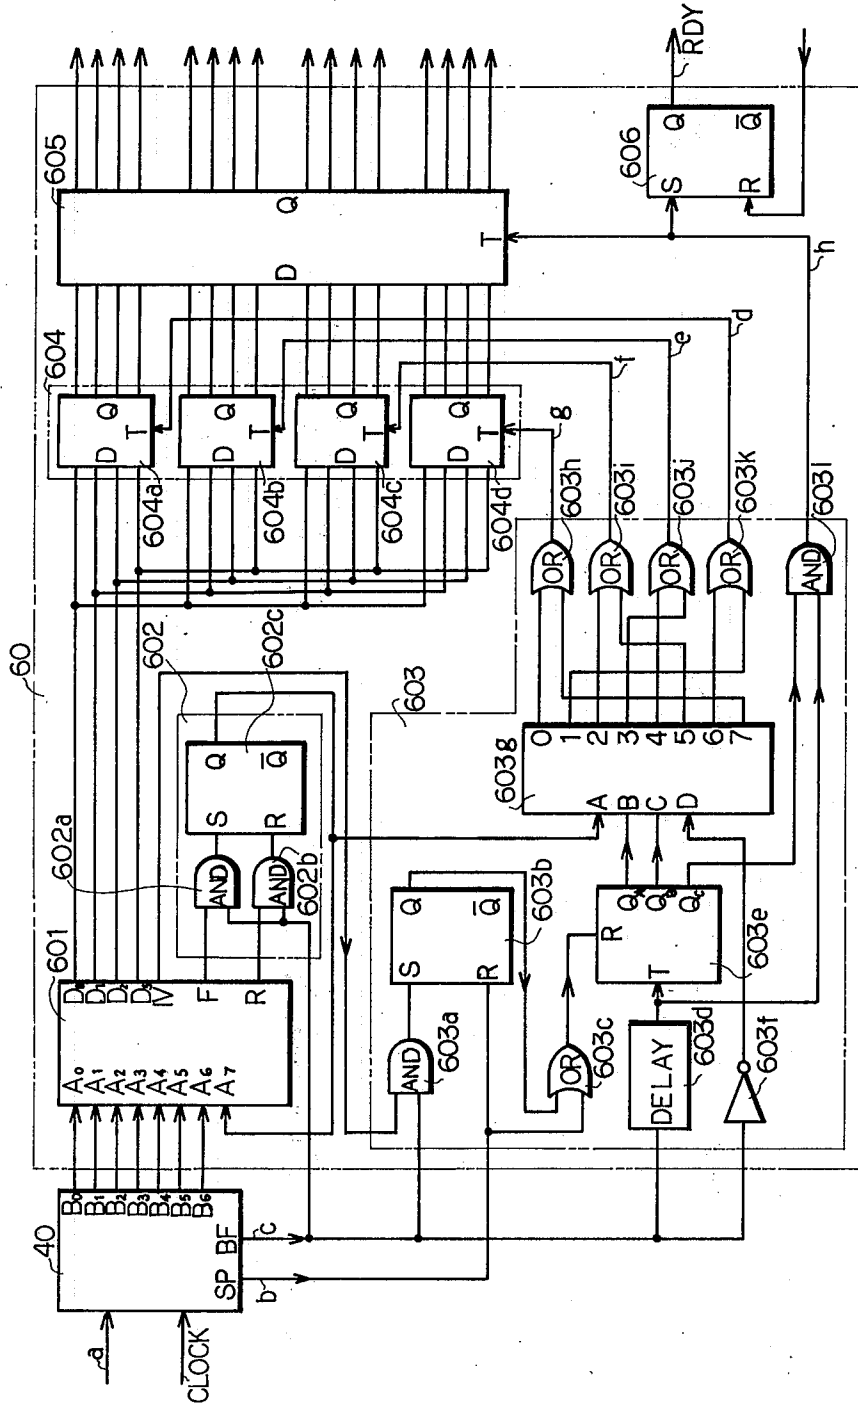 60
40
a
CLOCK
B0
B1
B2
B3
B4
B5
B6
SP
BF
b
c
601
A0
A1
A2
A3
A4
A5
A6
A7
D0
D1
D2
D3
IV
F
R
602
602a
AND
AND
602b
602c
S
Q
R
Q̅
603
AND
603a
S
Q
R
Q̅
603b
OR
603c
DELAY
603d
T
R
QA
QB
QC
603e
603f
603g
A
B
C
D
0
1
2
3
4
5
6
7
OR
603h
OR
603i
OR
603j
OR
603k
AND
603l
g
f
e
d
h
604
D
Q
T
604a
D
Q
T
604b
D
Q
T
604c
D
Q
T
604d
605
D
Q
T
606
S
Q
R
Q̅
RDY